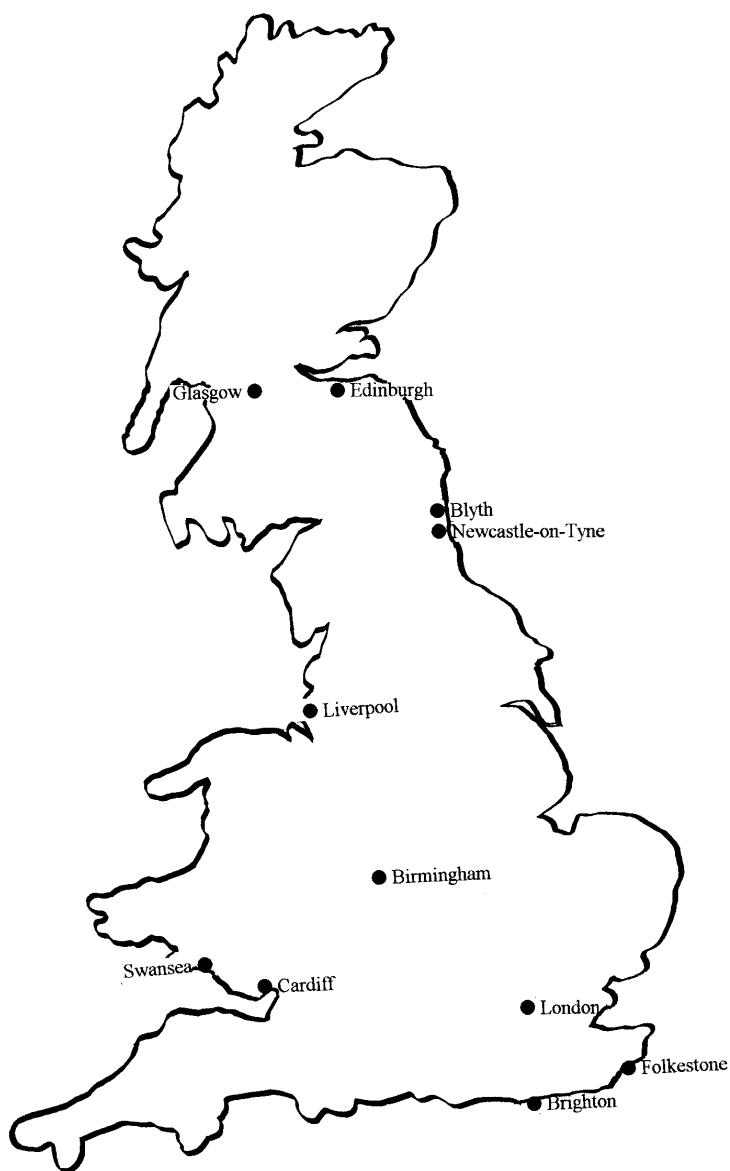 Glasgow
Edinburgh
Blyth
Newcastle-on-Tyne
Liverpool
Birmingham
Swansea
Cardiff
London
Folkestone
Brighton